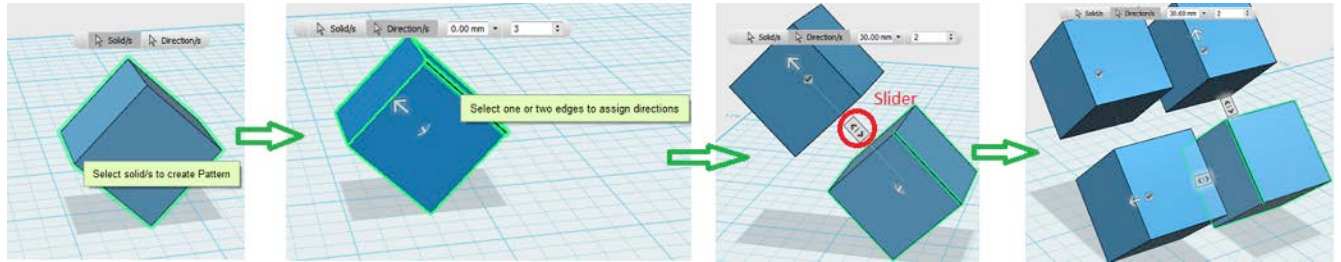 Solid/s Direction/s
Select solid/s to create Pattern
Solid/s Direction/s 0.00 mm 3
Select one or two edges to assign directions
Solid/s Direction/s 30.00 mm 2
Slider
Solid/s Direction/s 30.00 mm 2